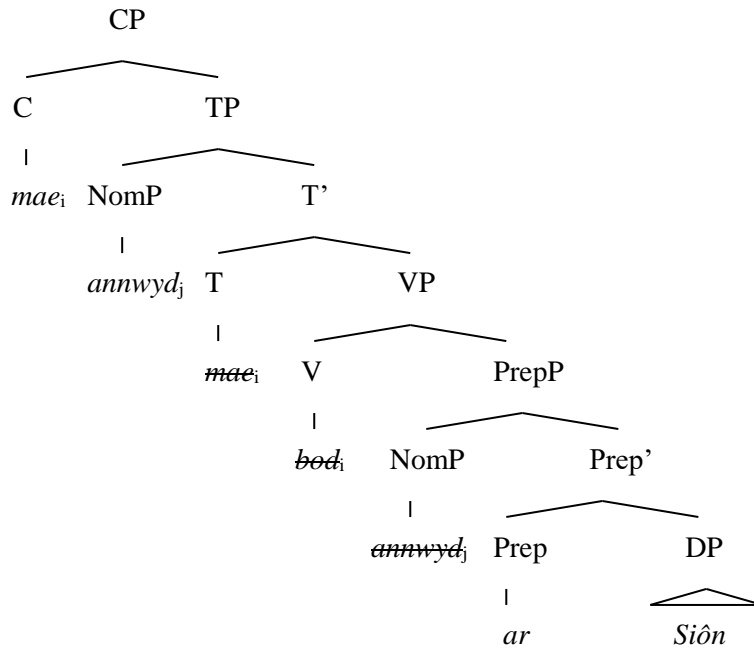 CP
C TP
maeᵢ NomP T’
annwydⱼ T VP
maeᵢ V PrepP
bodᵢ NomP Prep’
annwydⱼ Prep DP
ar Siôn